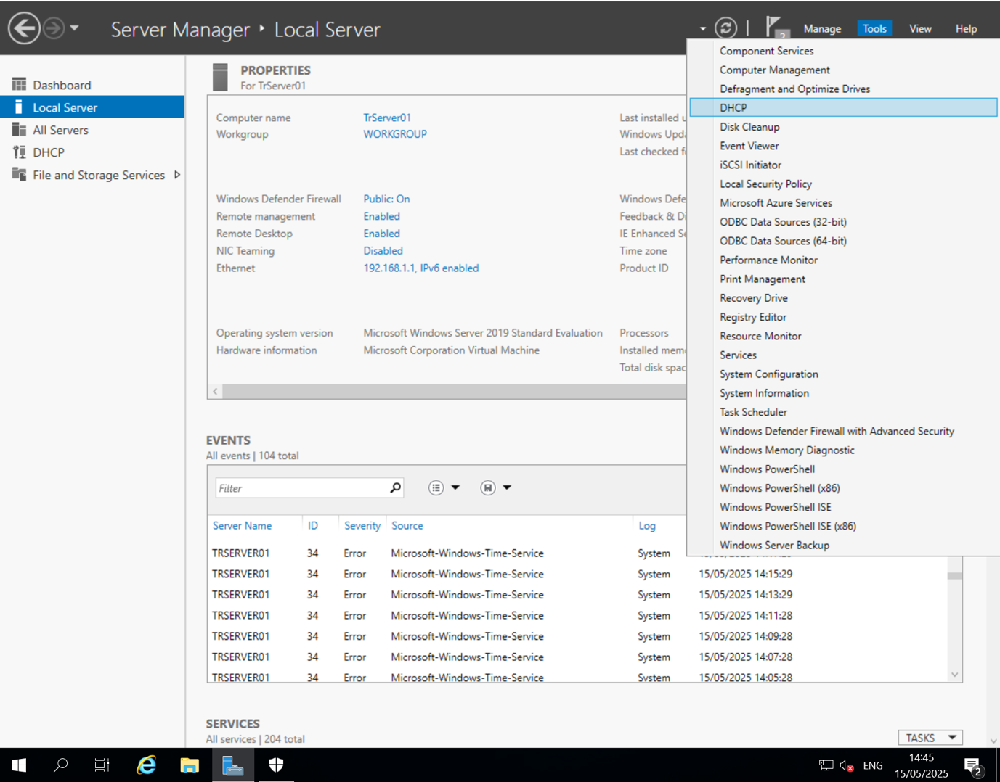 Server Manager ‣ Local Server
2
Manage
Tools
View
Help
Dashboard
Local Server
All Servers
DHCP
File and Storage Services
PROPERTIES
For TrServer01
Computer name TrServer01
Workgroup WORKGROUP
Last installed u
Windows Upda
Last checked fo
Windows Defender Firewall Public: On
Remote management Enabled
Remote Desktop Enabled
NIC Teaming Disabled
Ethernet 192.168.1.1, IPv6 enabled
Windows Defe
Feedback & Di
IE Enhanced Se
Time zone
Product ID
Operating system version Microsoft Windows Server 2019 Standard Evaluation
Hardware information Microsoft Corporation Virtual Machine
Processors
Installed memo
Total disk spac
Component Services
Computer Management
Defragment and Optimize Drives
DHCP
Disk Cleanup
Event Viewer
iSCSI Initiator
Local Security Policy
Microsoft Azure Services
ODBC Data Sources (32-bit)
ODBC Data Sources (64-bit)
Performance Monitor
Print Management
Recovery Drive
Registry Editor
Resource Monitor
Services
System Configuration
System Information
Task Scheduler
Windows Defender Firewall with Advanced Security
Windows Memory Diagnostic
Windows PowerShell
Windows PowerShell (x86)
Windows PowerShell ISE
Windows PowerShell ISE (x86)
Windows Server Backup
EVENTS
All events | 104 total
Filter
Server Name ID Severity Source Log
TRSERVER01 34 Error Microsoft-Windows-Time-Service System
TRSERVER01 34 Error Microsoft-Windows-Time-Service System 15/05/2025 14:15:29
TRSERVER01 34 Error Microsoft-Windows-Time-Service System 15/05/2025 14:13:29
TRSERVER01 34 Error Microsoft-Windows-Time-Service System 15/05/2025 14:11:28
TRSERVER01 34 Error Microsoft-Windows-Time-Service System 15/05/2025 14:09:28
TRSERVER01 34 Error Microsoft-Windows-Time-Service System 15/05/2025 14:07:28
TRSERVER01 34 Error Microsoft-Windows-Time-Service System 15/05/2025 14:05:28
SERVICES
All services | 204 total
TASKS
ENG
14:45
15/05/2025
2